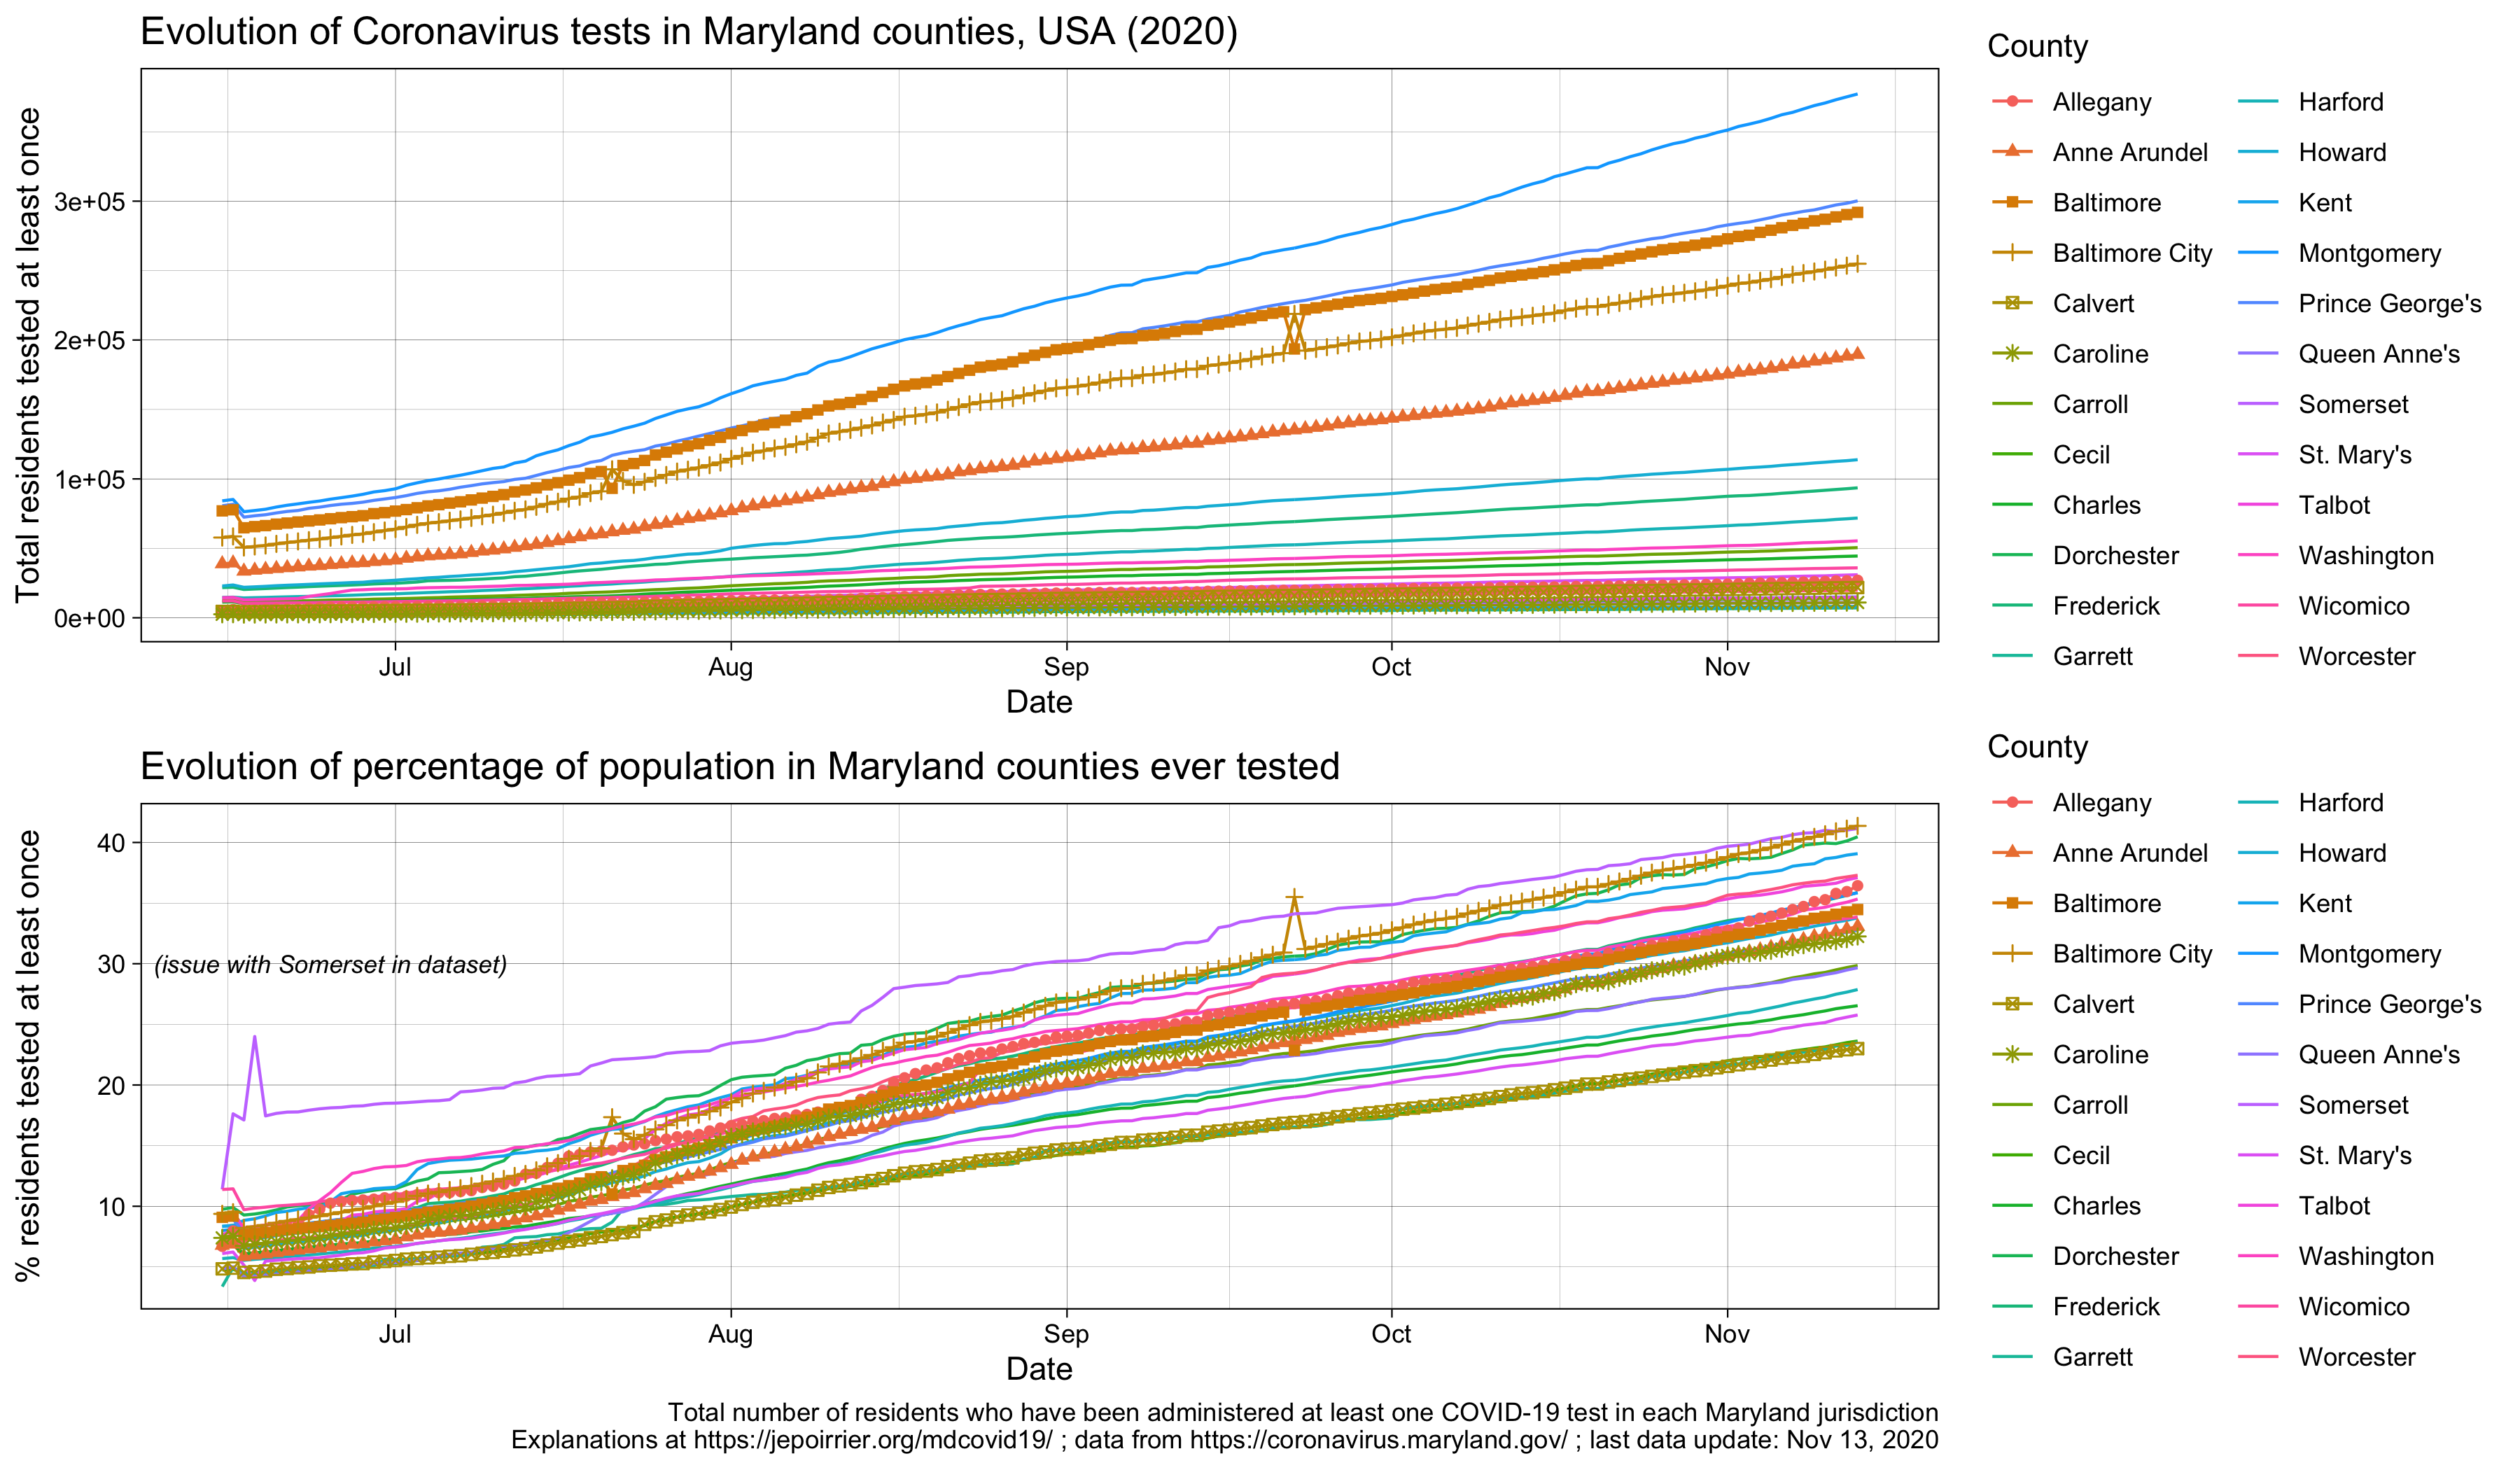 Evolution of Coronavirus tests in Maryland counties, USA (2020)
Total residents tested at least once
3e+05
2e+05
1e+05
0e+00
Jul
Aug
Sep
Oct
Nov
Date
County
Allegany
Anne Arundel
Baltimore
Baltimore City
Calvert
Caroline
Carroll
Cecil
Charles
Dorchester
Frederick
Garrett
Harford
Howard
Kent
Montgomery
Prince George's
Queen Anne's
Somerset
St. Mary's
Talbot
Washington
Wicomico
Worcester
Evolution of percentage of population in Maryland counties ever tested
% residents tested at least once
40
30
20
10
(issue with Somerset in dataset)
Jul
Aug
Sep
Oct
Nov
Date
County
Allegany
Anne Arundel
Baltimore
Baltimore City
Calvert
Caroline
Carroll
Cecil
Charles
Dorchester
Frederick
Garrett
Harford
Howard
Kent
Montgomery
Prince George's
Queen Anne's
Somerset
St. Mary's
Talbot
Washington
Wicomico
Worcester
Total number of residents who have been administered at least one COVID-19 test in each Maryland jurisdiction
Explanations at https://jepoirrier.org/mdcovid19/ ; data from https://coronavirus.maryland.gov/ ; last data update: Nov 13, 2020